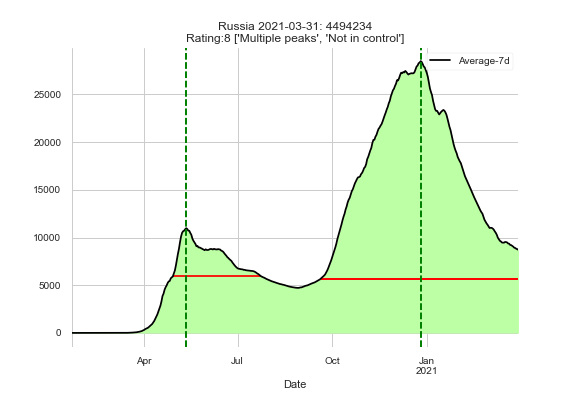 Russia 2021-03-31: 4494234
Rating:8 ['Multiple peaks', 'Not in control']
Average-7d
25000
20000
15000
10000
5000
0
Apr
Jul
Oct
Jan
2021
Date